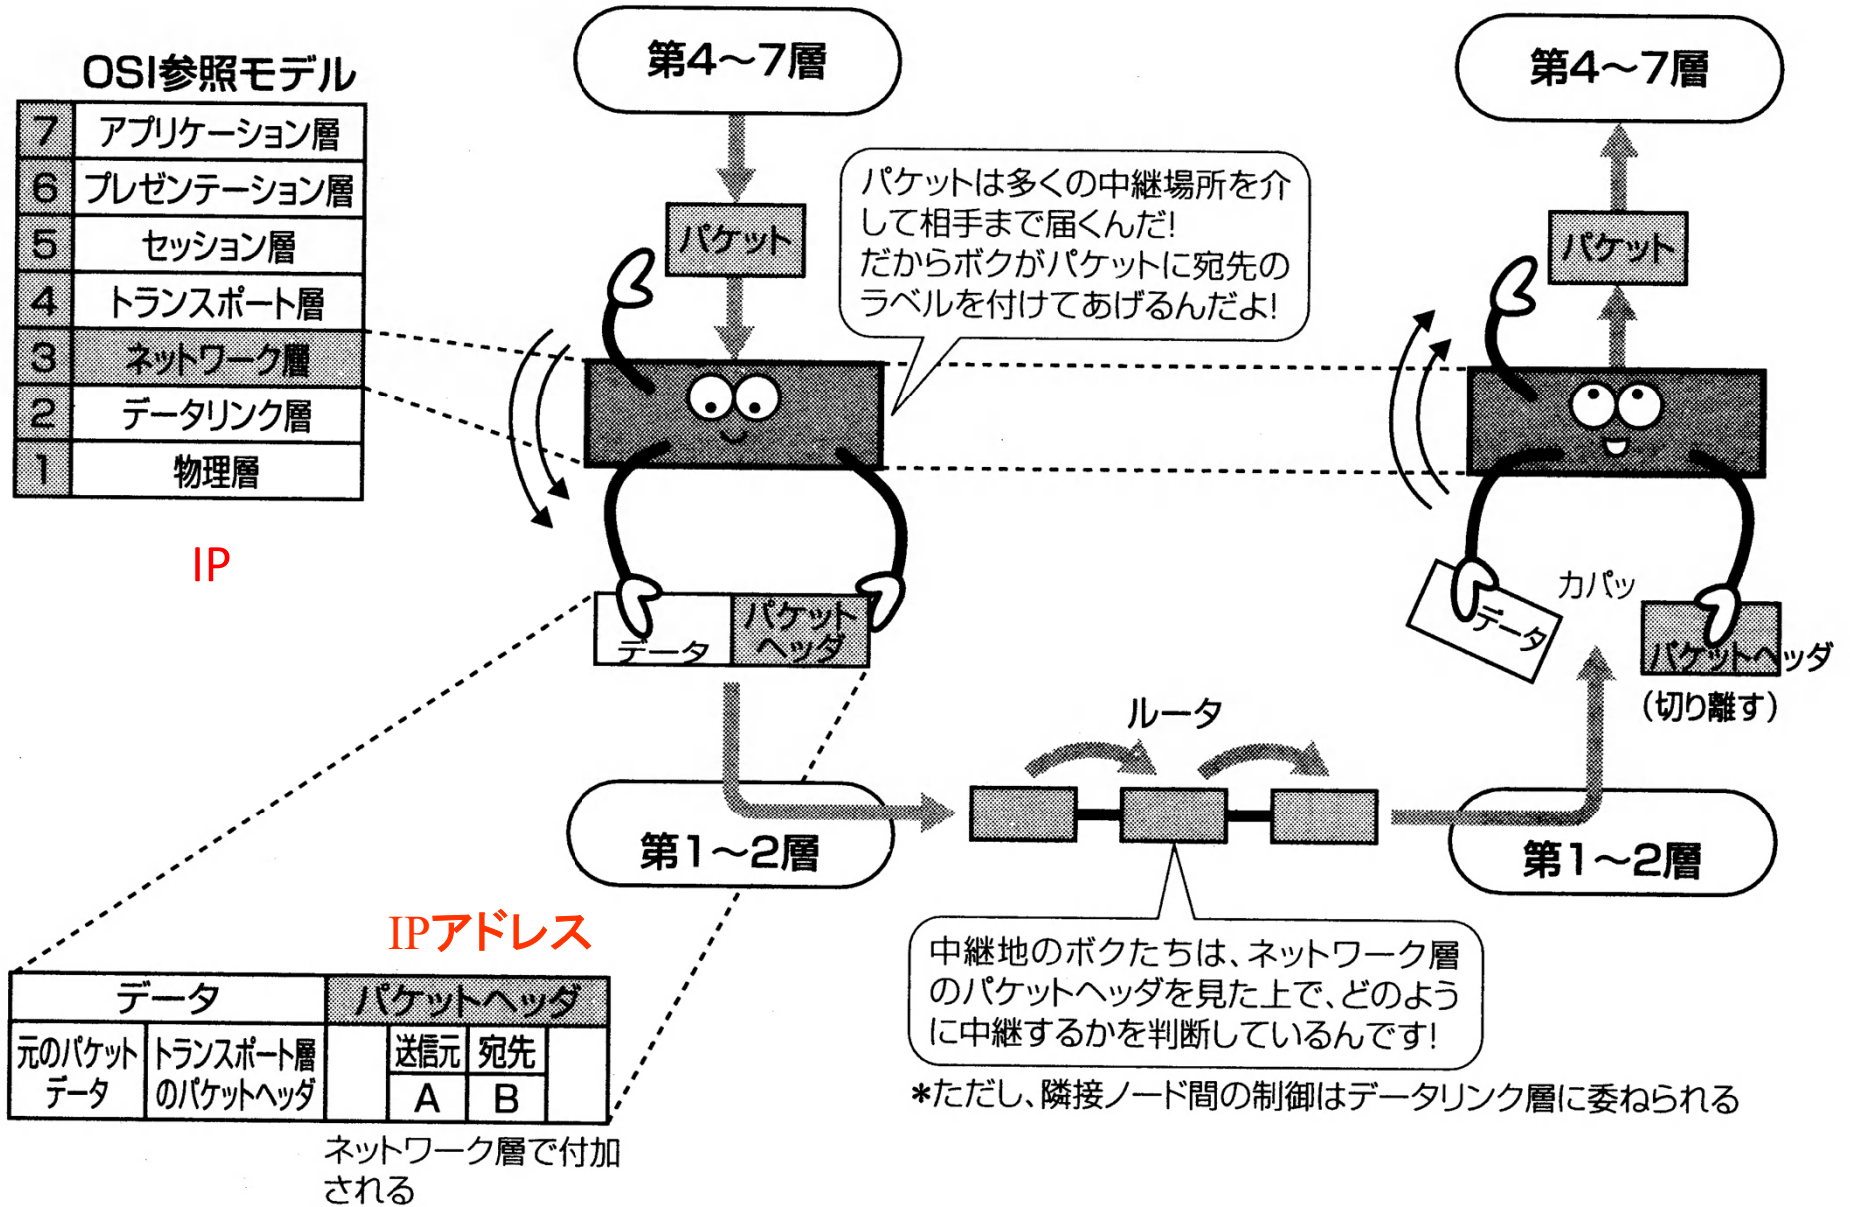 OSI参照モデル
7 アプリケーション層
6 プレゼンテーション層
5 セッション層
4 トランスポート層
3 ネットワーク層
2 データリンク層
1 物理層
IP
第4〜7層
パケット
パケットは多くの中継場所を介
して相手まで届くんだ!
だからボクがパケットに宛先の
ラベルを付けてあげるんだよ!
データ
パケット
ヘッダ
第1〜2層
IPアドレス
データ パケットヘッダ
元のパケット
データ
トランスポート層
のパケットヘッダ
送信元 宛先
A B
ネットワーク層で付加
される
ルータ
中継地のボクたちは、ネットワーク層
のパケットヘッダを見た上で、どのよう
に中継するかを判断しているんです!
*ただし、隣接ノード間の制御はデータリンク層に委ねられる
第4〜7層
パケット
カパッ
データ
パケットヘッダ
(切り離す)
第1〜2層